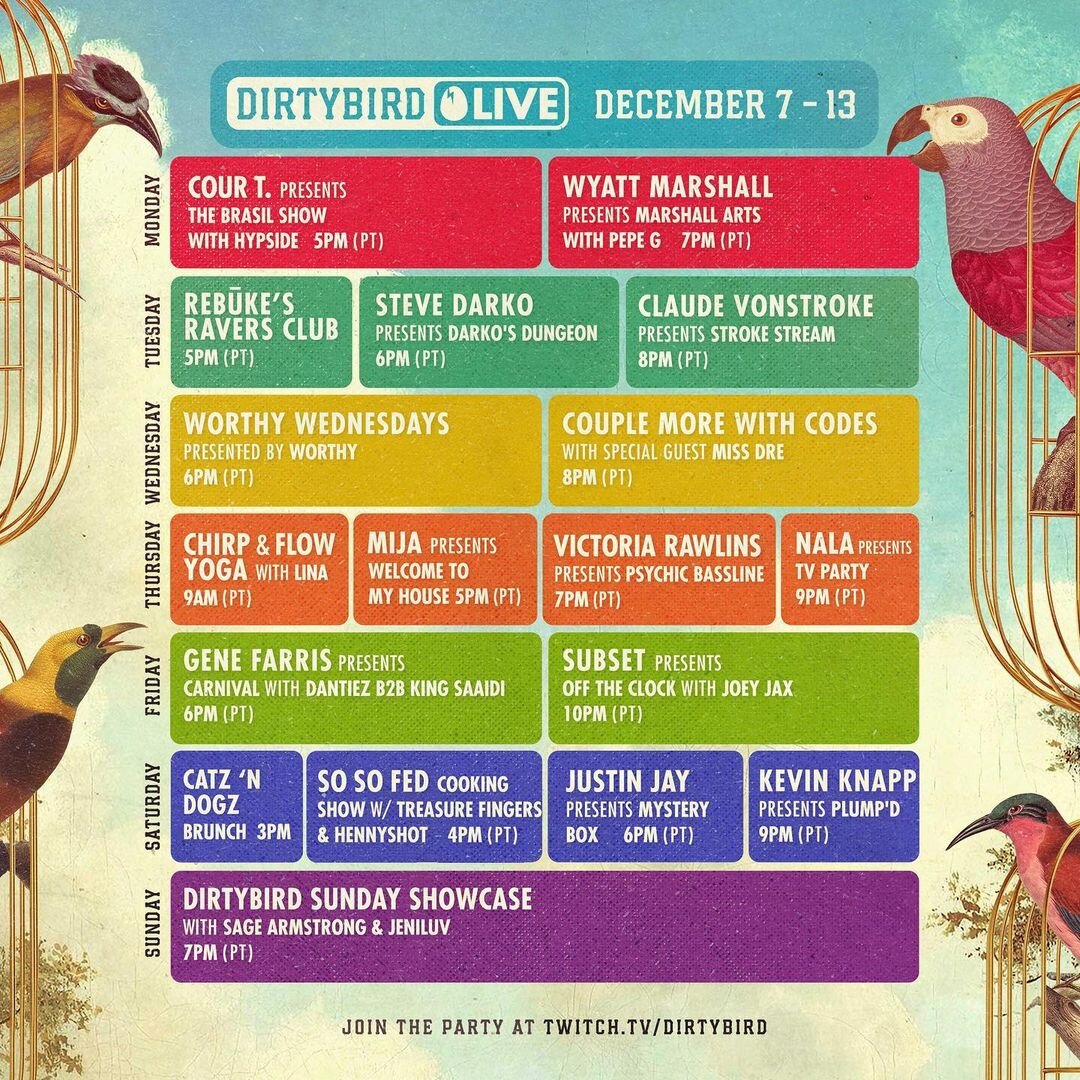 DIRTYBIRD LIVE DECEMBER 7 - 13
MONDAY
COUR T. PRESENTS
THE BRASIL SHOW
WITH HYPSIDE 5PM (PT)
WYATT MARSHALL
PRESENTS MARSHALL ARTS
WITH PEPE G 7PM (PT)
TUESDAY
REBŪKE'S
RAVERS CLUB
5PM (PT)
STEVE DARKO
PRESENTS DARKO'S DUNGEON
6PM (PT)
CLAUDE VONSTROKE
PRESENTS STROKE STREAM
8PM (PT)
WEDNESDAY
WORTHY WEDNESDAYS
PRESENTED BY WORTHY
6PM (PT)
COUPLE MORE WITH CODES
WITH SPECIAL GUEST MISS DRE
8PM (PT)
THURSDAY
CHIRP & FLOW
YOGA WITH LINA
9AM (PT)
MIJA PRESENTS
WELCOME TO
MY HOUSE 5PM (PT)
VICTORIA RAWLINS
PRESENTS PSYCHIC BASSLINE
7PM (PT)
NALA PRESENTS
TV PARTY
9PM (PT)
FRIDAY
GENE FARRIS PRESENTS
CARNIVAL WITH DANTIEZ B2B KING SAAIDI
6PM (PT)
SUBSET PRESENTS
OFF THE CLOCK WITH JOEY JAX
10PM (PT)
SATURDAY
CATZ 'N
DOGZ
BRUNCH 3PM
SO SO FED COOKING
SHOW W/ TREASURE FINGERS
& HENNYSHOT 4PM (PT)
JUSTIN JAY
PRESENTS MYSTERY
BOX 6PM (PT)
KEVIN KNAPP
PRESENTS PLUMP'D
9PM (PT)
SUNDAY
DIRTYBIRD SUNDAY SHOWCASE
WITH SAGE ARMSTRONG & JENILUV
7PM (PT)
JOIN THE PARTY AT TWITCH.TV/DIRTYBIRD